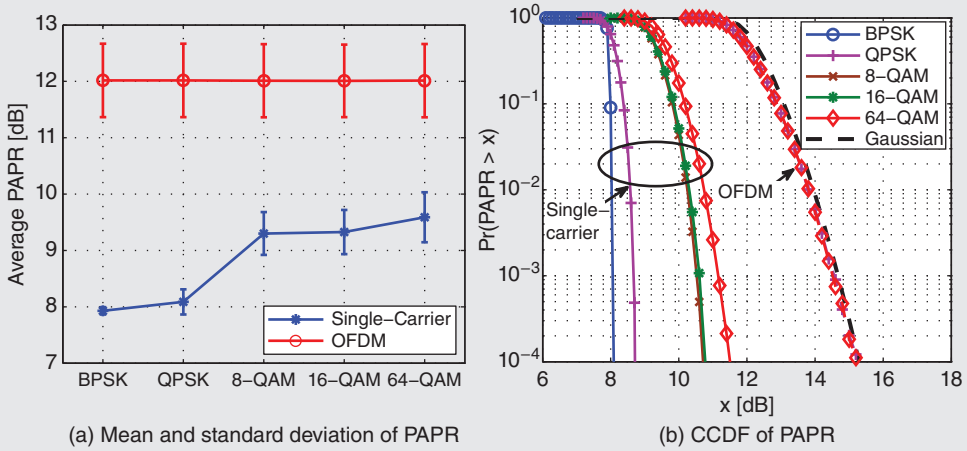 13
12
11
10
9
8
7
Average PAPR [dB]
Single–Carrier
OFDM
BPSK QPSK 8–QAM 16–QAM 64–QAM
(a) Mean and standard deviation of PAPR
10^0
10^–1
10^–2
10^–3
10^–4
Pr(PAPR > x)
BPSK
QPSK
8–QAM
16–QAM
64–QAM
Gaussian
OFDM
Single–
carrier
6 8 10 12 14 16 18
x [dB]
(b) CCDF of PAPR